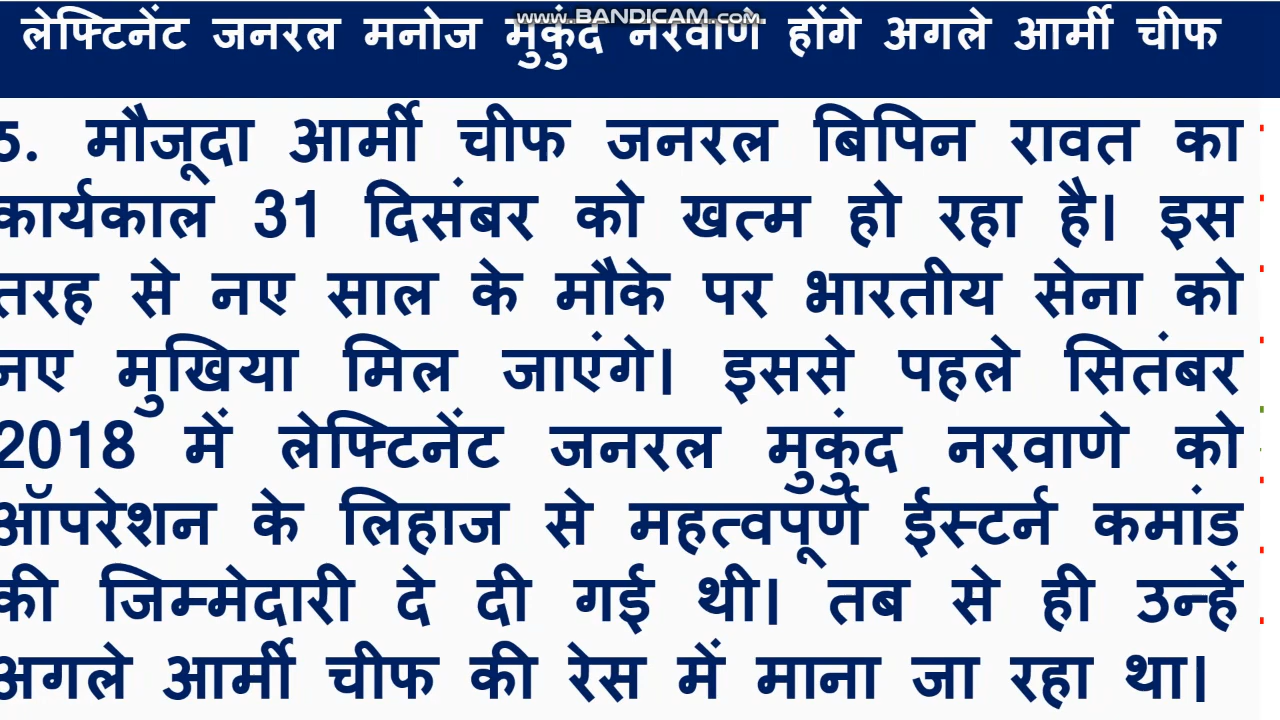 www.BANDICAM.com
लेफ्टिनेंट जनरल मनोज मुकुंद नरवाणे होंगे अगले आर्मी चीफ
5. मौजूदा आर्मी चीफ जनरल बिपिन रावत का
कार्यकाल 31 दिसंबर को खत्म हो रहा है। इस
तरह से नए साल के मौके पर भारतीय सेना को
नए मुखिया मिल जाएंगे। इससे पहले सितंबर
2018 में लेफ्टिनेंट जनरल मुकुंद नरवाणे को
ऑपरेशन के लिहाज से महत्वपूर्ण ईस्टर्न कमांड
की जिम्मेदारी दे दी गई थी। तब से ही उन्हें
अगले आर्मी चीफ की रेस में माना जा रहा था।